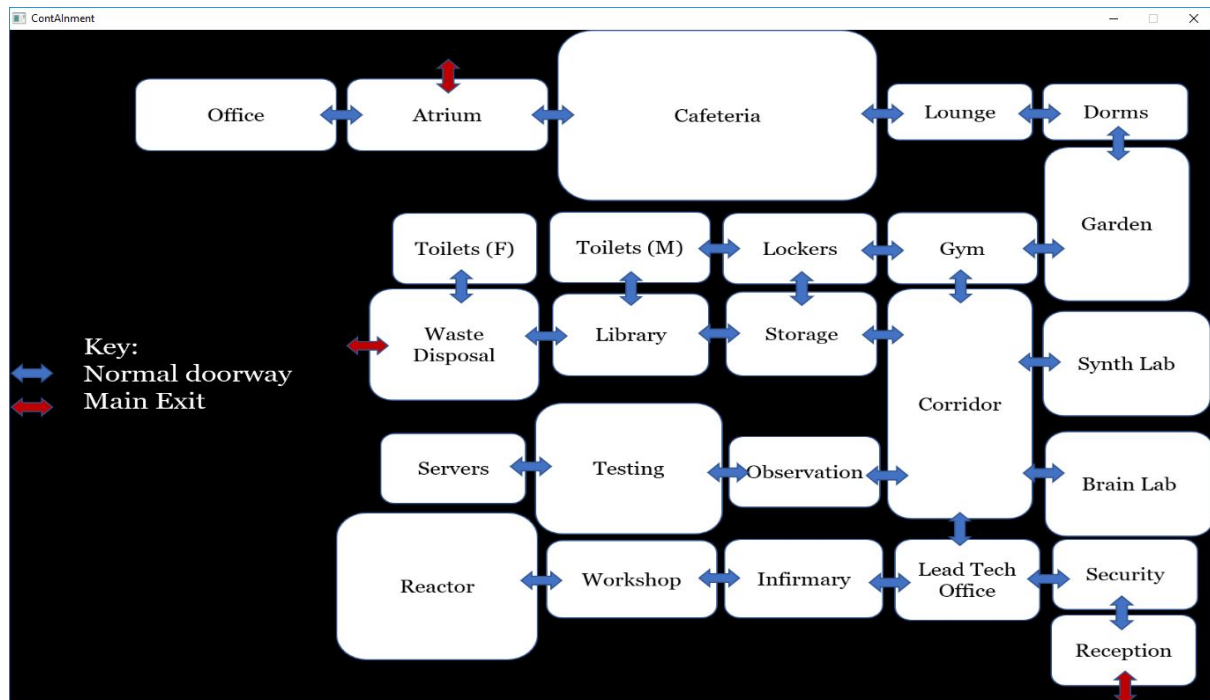 ContAInment
Office
Atrium
Cafeteria
Lounge
Dorms
Garden
Toilets (F)
Toilets (M)
Lockers
Gym
Waste
Disposal
Library
Storage
Corridor
Synth Lab
Key:
Normal doorway
Main Exit
Servers
Testing
Observation
Brain Lab
Reactor
Workshop
Infirmary
Lead Tech
Office
Security
Reception